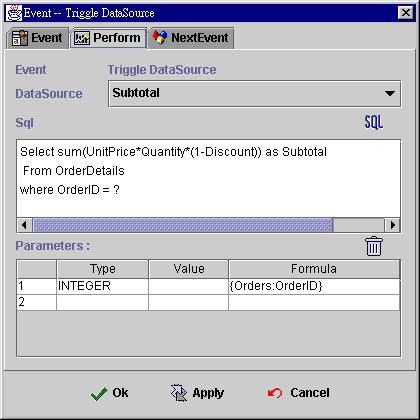 Event -- Triggle DataSource
Event Perform NextEvent
Event Triggle DataSource
DataSource Subtotal
Sql SQL
Select sum(UnitPrice*Quantity*(1-Discount)) as Subtotal
From OrderDetails
where OrderID = ?
Parameters :
Type Value Formula
1 INTEGER {Orders:OrderID}
2
Ok Apply Cancel